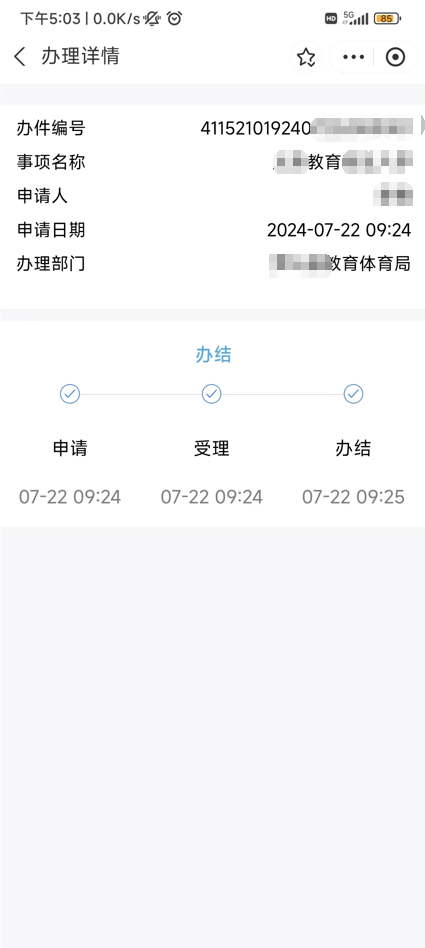 下午5:03 | 0.0K/s
HD 5G 85
办理详情
办件编号 411521019240
事项名称 教育
申请人
申请日期 2024-07-22 09:24
办理部门 教育体育局
办结
申请 受理 办结
07-22 09:24 07-22 09:24 07-22 09:25